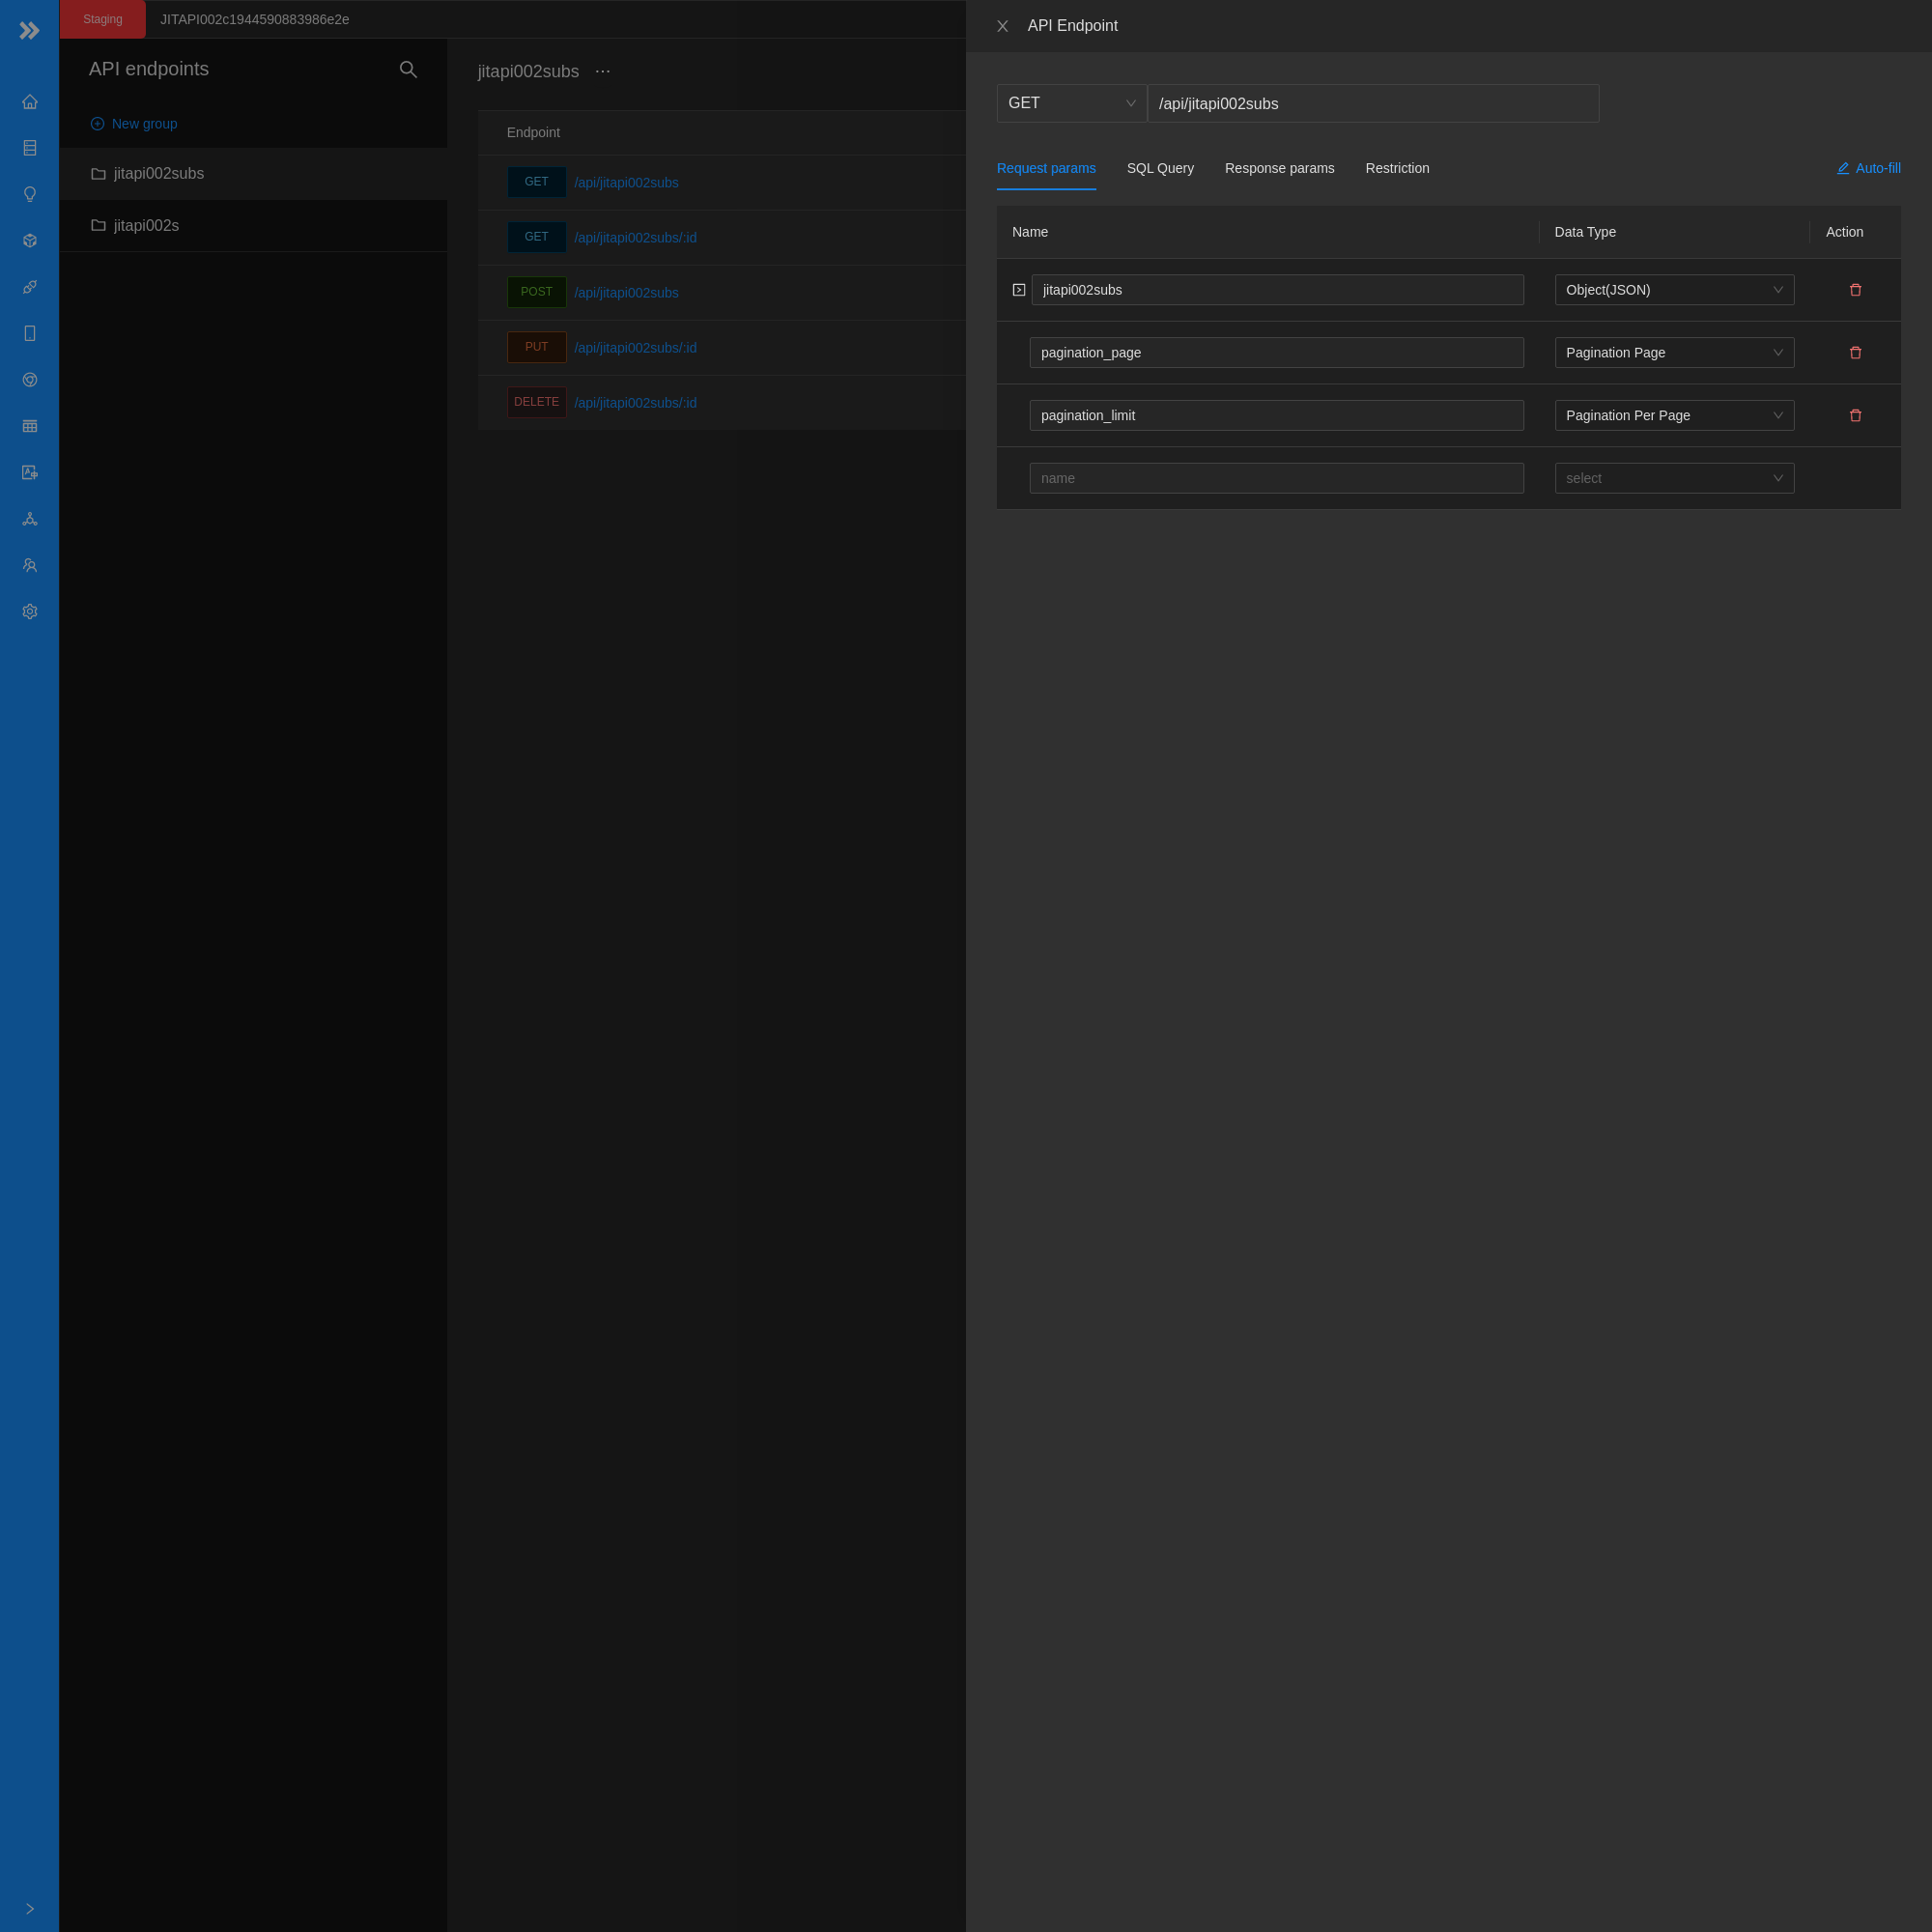 Staging JITAPI002c1944590883986e2e
API endpoints
New group
jitapi002subs
jitapi002s
jitapi002subs ...
Endpoint
GET /api/jitapi002subs
GET /api/jitapi002subs/:id
POST /api/jitapi002subs
PUT /api/jitapi002subs/:id
DELETE /api/jitapi002subs/:id
API Endpoint
GET /api/jitapi002subs
Request params SQL Query Response params Restriction Auto-fill
Name Data Type Action
jitapi002subs Object(JSON)
pagination_page Pagination Page
pagination_limit Pagination Per Page
name select